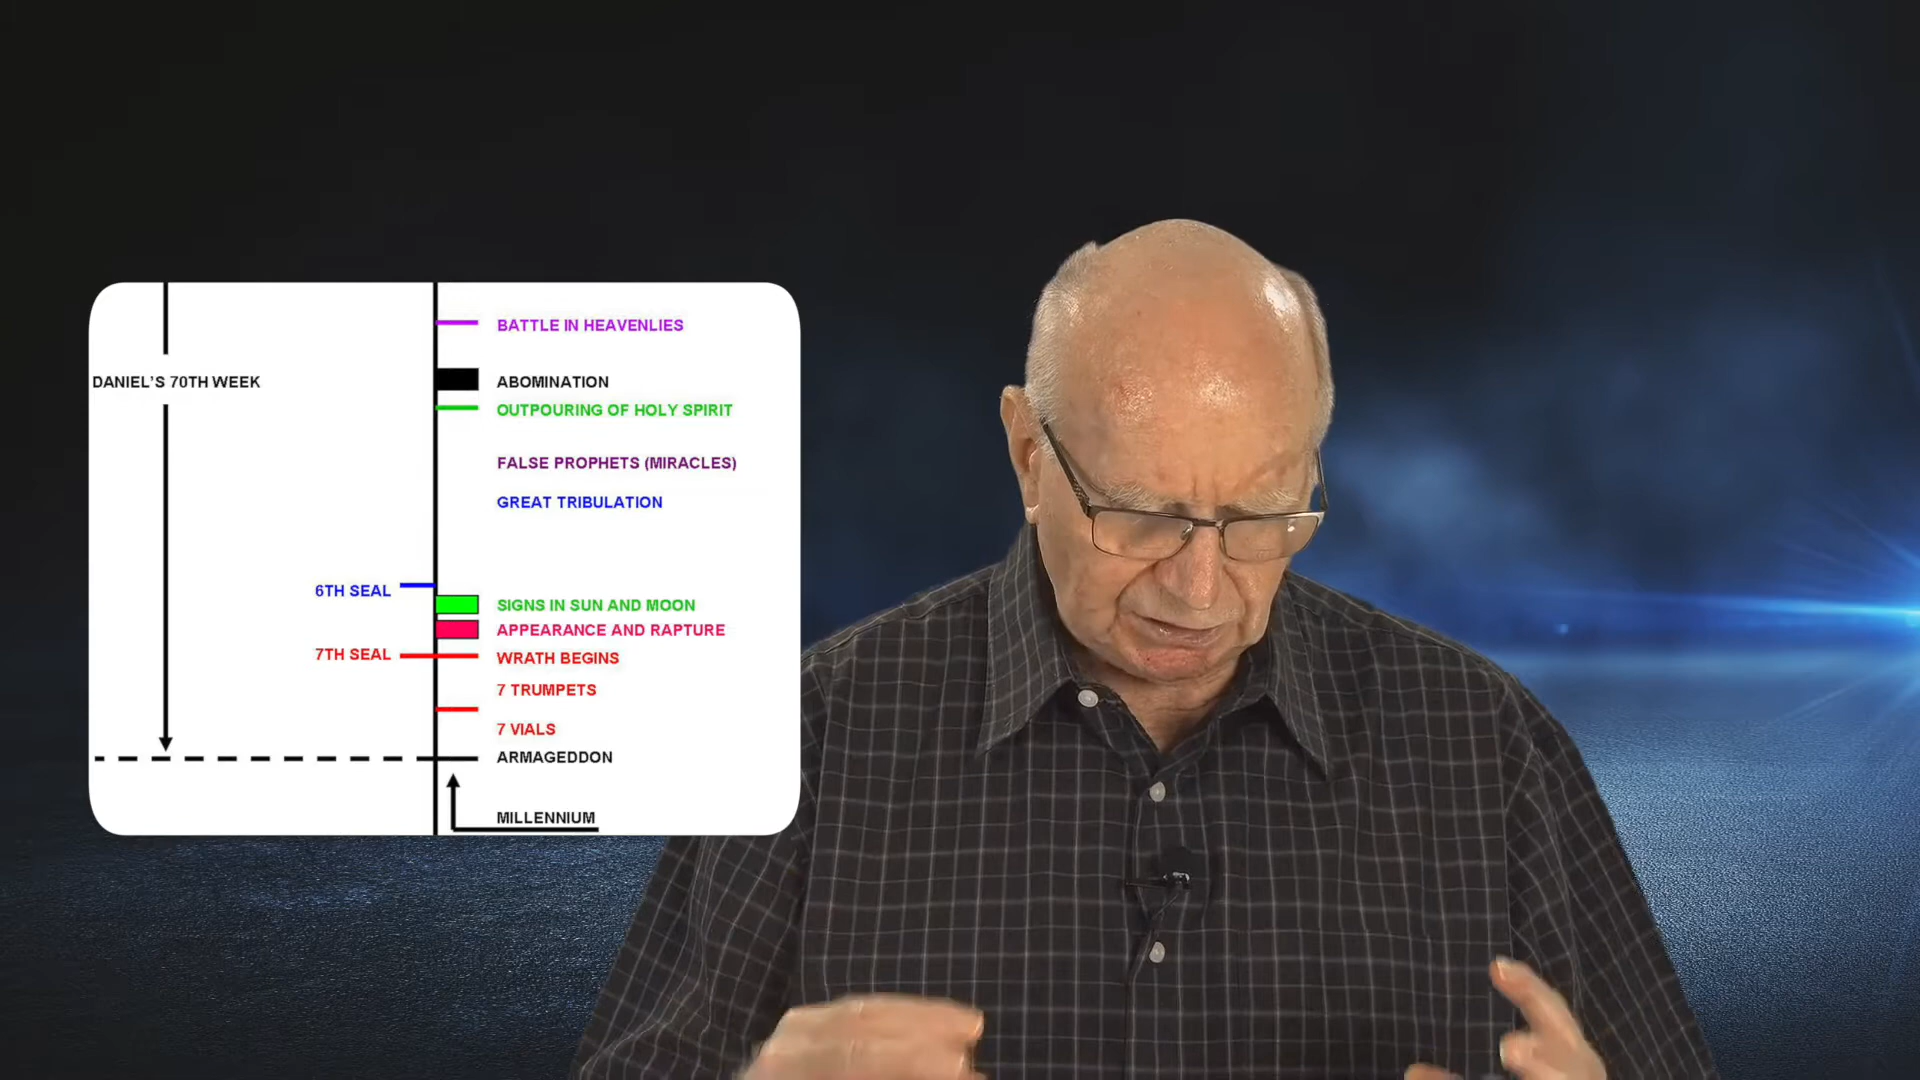 BATTLE IN HEAVENLIES
DANIEL'S 70TH WEEK
ABOMINATION
OUTPOURING OF HOLY SPIRIT
FALSE PROPHETS (MIRACLES)
GREAT TRIBULATION
6TH SEAL
SIGNS IN SUN AND MOON
APPEARANCE AND RAPTURE
7TH SEAL
WRATH BEGINS
7 TRUMPETS
7 VIALS
ARMAGEDDON
MILLENNIUM